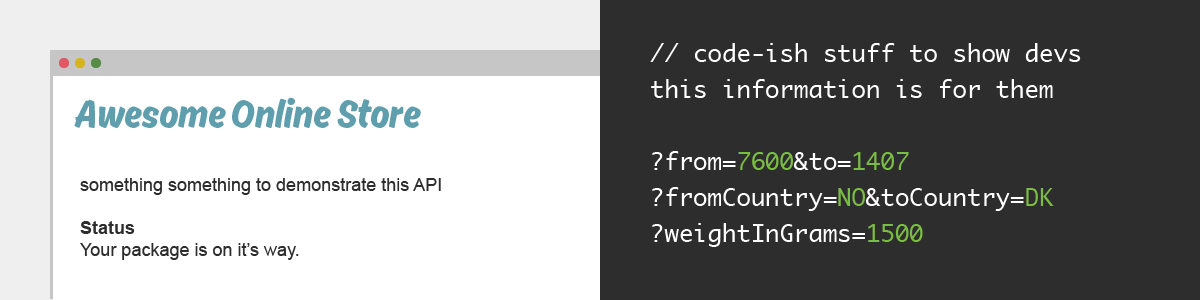 Awesome Online Store
something something to demonstrate this API
Status
Your package is on it's way.
// code-ish stuff to show devs
this information is for them
?from=7600&to=1407
?fromCountry=NO&toCountry=DK
?weightInGrams=1500